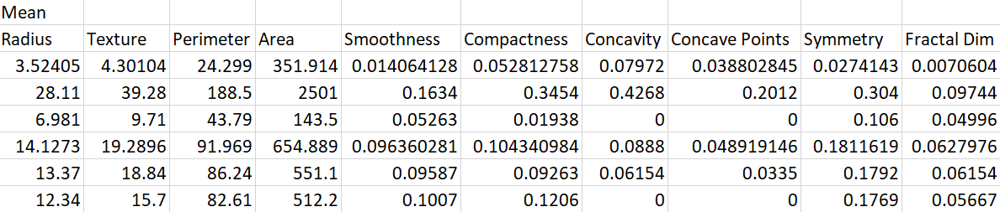 Mean
Radius Texture Perimeter Area Smoothness Compactness Concavity Concave Points Symmetry Fractal Dim
3.52405 4.30104 24.299 351.914 0.014064128 0.052812758 0.07972 0.038802845 0.0274143 0.0070604
28.11 39.28 188.5 2501 0.1634 0.3454 0.4268 0.2012 0.304 0.09744
6.981 9.71 43.79 143.5 0.05263 0.01938 0 0 0.106 0.04996
14.1273 19.2896 91.969 654.889 0.096360281 0.104340984 0.0888 0.048919146 0.1811619 0.0627976
13.37 18.84 86.24 551.1 0.09587 0.09263 0.06154 0.0335 0.1792 0.06154
12.34 15.7 82.61 512.2 0.1007 0.1206 0 0 0.1769 0.05667